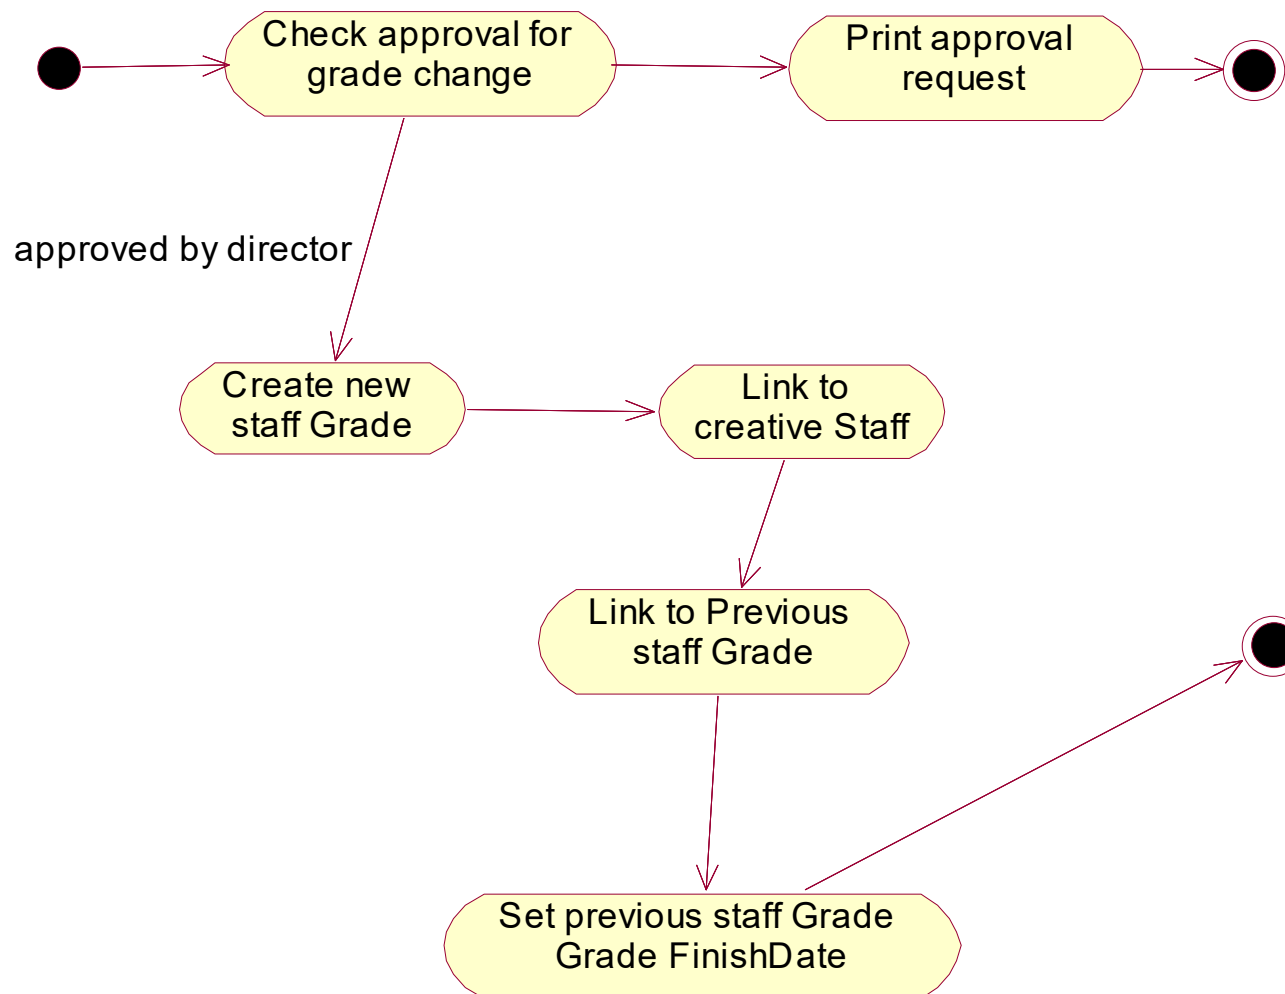 Check approval for
grade change
Print approval
request
approved by director
Create new
staff Grade
Link to
creative Staff
Link to Previous
staff Grade
Set previous staff Grade
Grade FinishDate